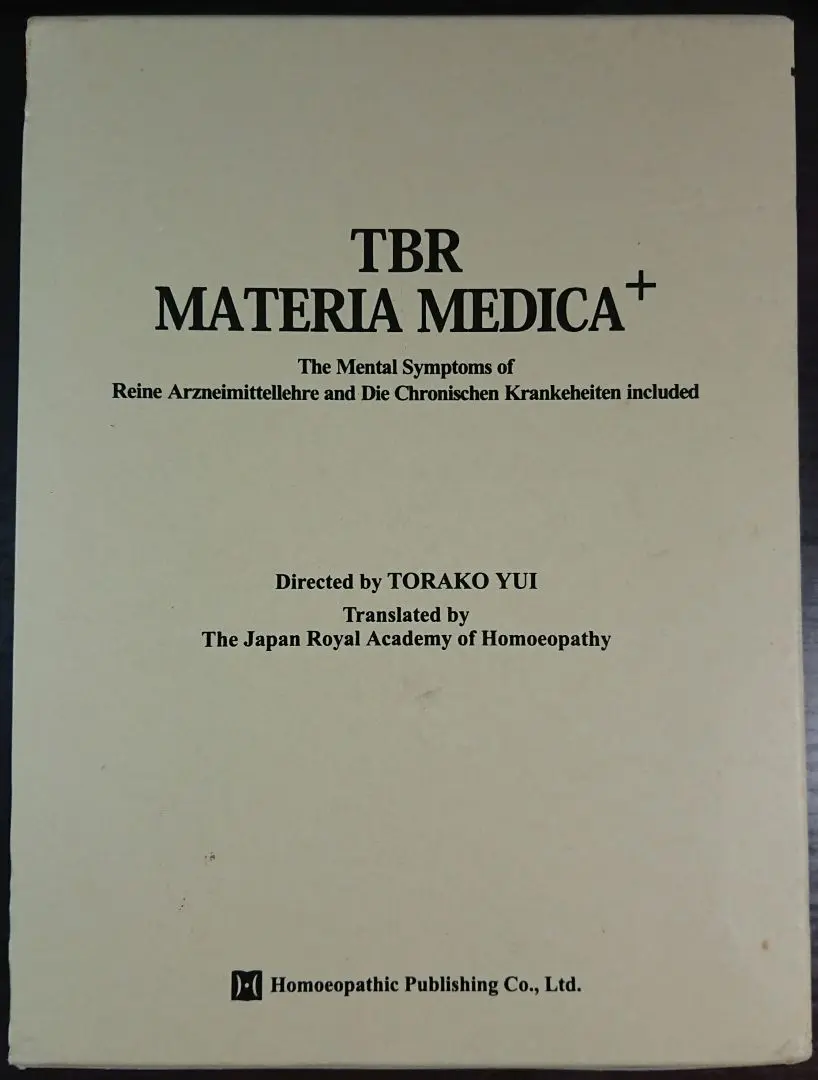 TBR
MATERIA MEDICA+
The Mental Symptoms of
Reine Arzneimittellehre and Die Chronischen Krankeheiten included
Directed by TORAKO YUI
Translated by
The Japan Royal Academy of Homoeopathy
Homoeopathic Publishing Co., Ltd.